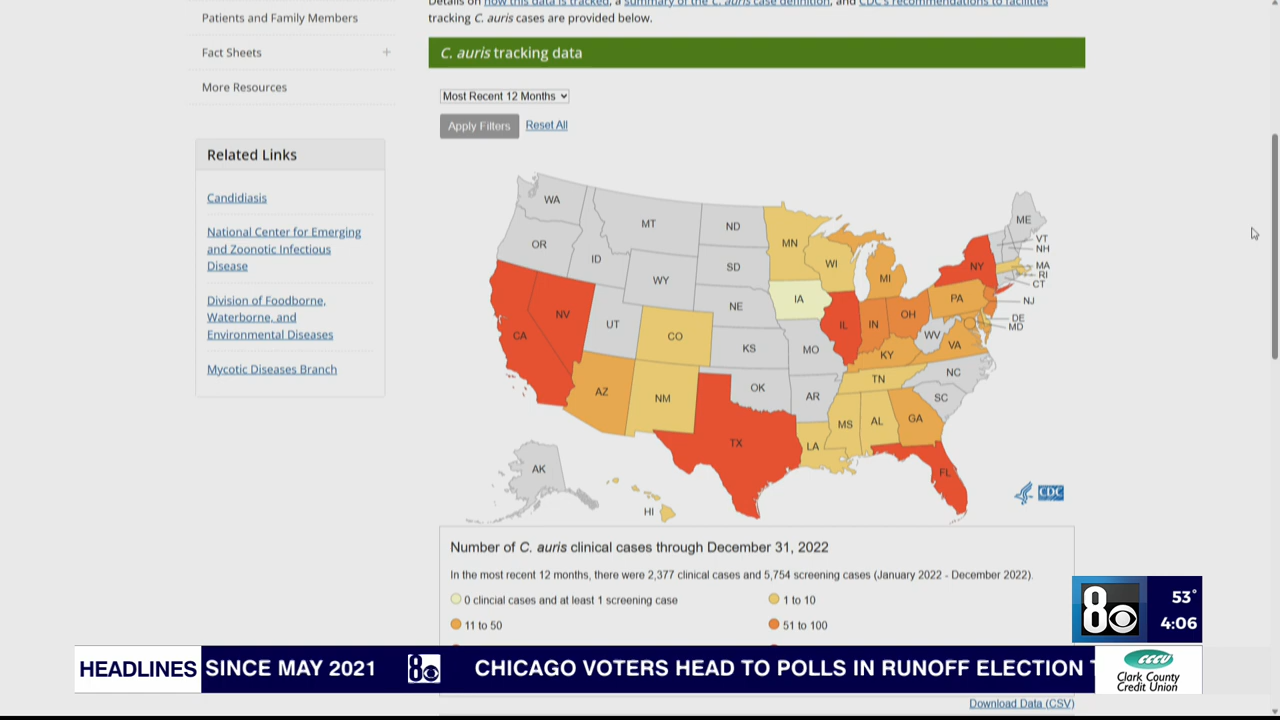 Patients and Family Members
Fact Sheets
More Resources
Related Links
Candidiasis
National Center for Emerging
and Zoonotic Infectious
Disease
Division of Foodborne,
Waterborne, and
Environmental Diseases
Mycotic Diseases Branch
Details on how this data is tracked, a summary of the C. auris case definition, and CDC's recommendations to facilities
tracking C. auris cases are provided below.
C. auris tracking data
Most Recent 12 Months
Apply Filters
Reset All
WA
MT
ND
MN
ME
VT
NH
OR
ID
SD
WI
MI
NY
MA
RI
CT
WY
NE
IA
PA
NJ
NV
UT
CO
KS
MO
IL
IN
OH
WV
VA
DE
MD
CA
KY
AZ
NM
OK
AR
TN
NC
SC
TX
LA
MS
AL
GA
FL
AK
HI
CDC
Number of C. auris clinical cases through December 31, 2022
In the most recent 12 months, there were 2,377 clinical cases and 5,754 screening cases (January 2022 - December 2022).
0 clincial cases and at least 1 screening case
1 to 10
11 to 50
51 to 100
8
53°
4:06
HEADLINES
SINCE MAY 2021
8
CHICAGO VOTERS HEAD TO POLLS IN RUNOFF ELECTION
cccu
Clark County
Credit Union
Download Data (CSV)